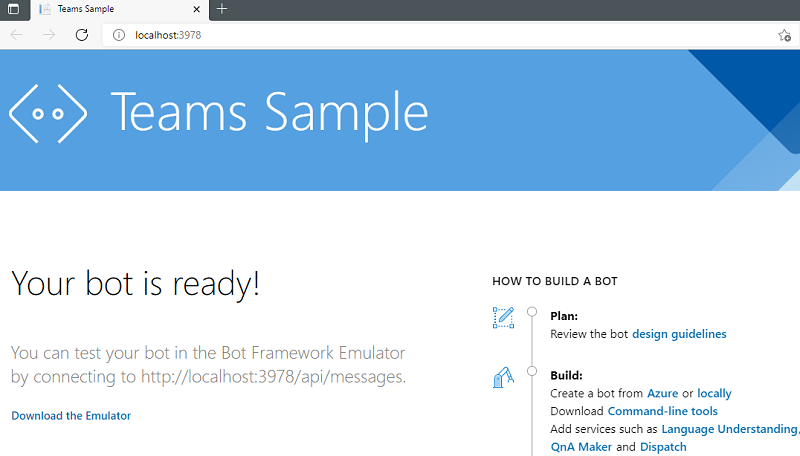 Teams Sample
localhost:3978
Teams Sample
Your bot is ready!
You can test your bot in the Bot Framework Emulator
by connecting to http://localhost:3978/api/messages.
Download the Emulator
HOW TO BUILD A BOT
Plan:
Review the bot design guidelines
Build:
Create a bot from Azure or locally
Download Command-line tools
Add services such as Language Understanding,
QnA Maker and Dispatch